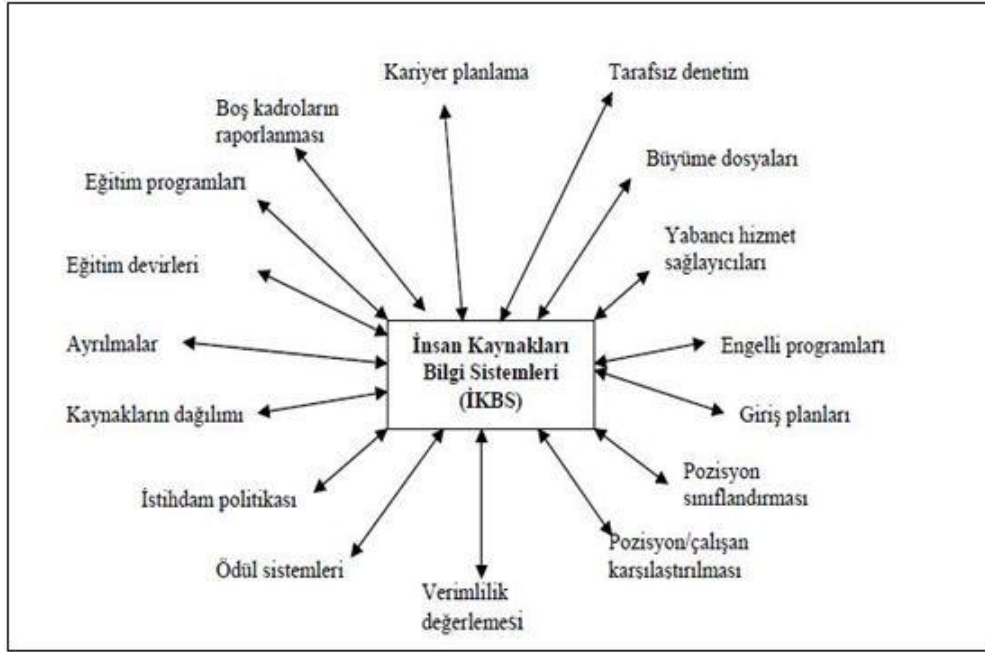 Kariyer planlama
Tarafsız denetim
Boş kadroların
raporlanması
Büyüme dosyaları
Eğitim programları
Yabancı hizmet
sağlayıcıları
Eğitim devirleri
İnsan Kaynakları
Bilgi Sistemleri
(İKBS)
Ayrılmalar
Engelli programları
Kaynakların dağılımı
Giriş planları
Pozisyon
sınıflandırması
İstihdam politikası
Pozisyon/çalışan
karşılaştırılması
Ödül sistemleri
Verimlilik
değerlemesi